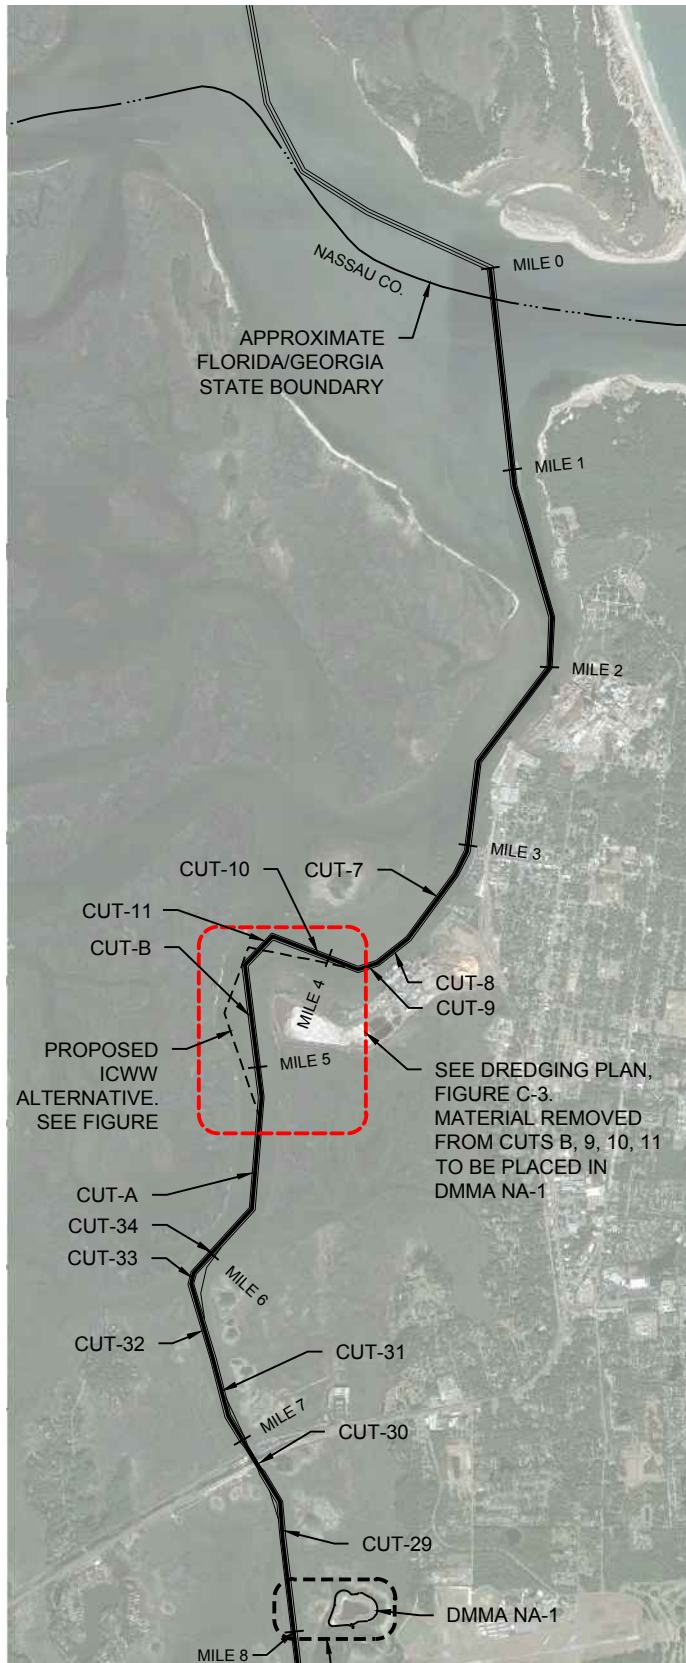 MILE 0
NASSAU CO.
APPROXIMATE
FLORIDA/GEORGIA
STATE BOUNDARY
MILE 1
MILE 2
MILE 3
CUT-7
CUT-10
CUT-11
CUT-B
CUT-8
CUT-9
MILE 4
MILE 5
PROPOSED
ICWW
ALTERNATIVE.
SEE FIGURE
SEE DREDGING PLAN,
FIGURE C-3.
MATERIAL REMOVED
FROM CUTS B, 9, 10, 11
TO BE PLACED IN
DMMA NA-1
CUT-A
CUT-34
CUT-33
MILE 6
CUT-32
CUT-31
MILE 7
CUT-30
CUT-29
DMMA NA-1
MILE 8